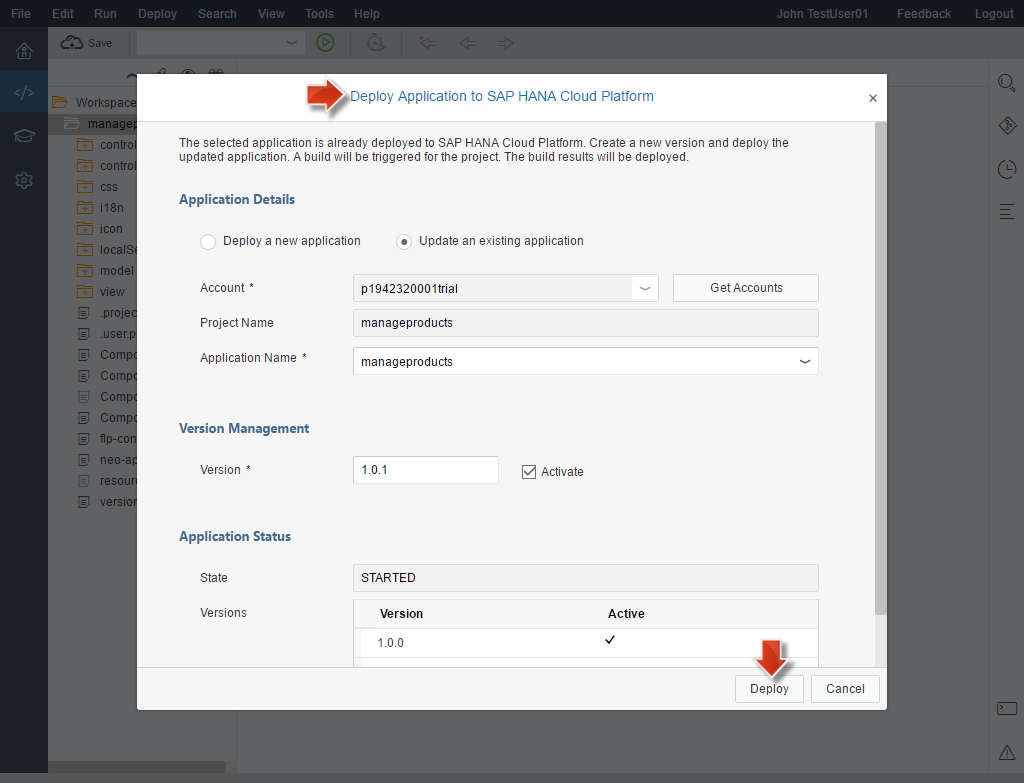 File Edit Run Deploy Search View Tools Help John TestUser01 Feedback Logout
Save
Deploy Application to SAP HANA Cloud Platform
×
The selected application is already deployed to SAP HANA Cloud Platform. Create a new version and deploy the
updated application. A build will be triggered for the project. The build results will be deployed.
Workspace
manage
control
control
css
i18n
icon
localSe
model
view
.projec
.user.p
Compo
Compo
Compo
Compo
flp-con
neo-ap
resourc
version
Application Details
Deploy a new application Update an existing application
Account * p1942320001trial Get Accounts
Project Name manageproducts
Application Name * manageproducts
Version Management
Version * 1.0.1 Activate
Application Status
State STARTED
Versions Version Active
1.0.0
Deploy Cancel